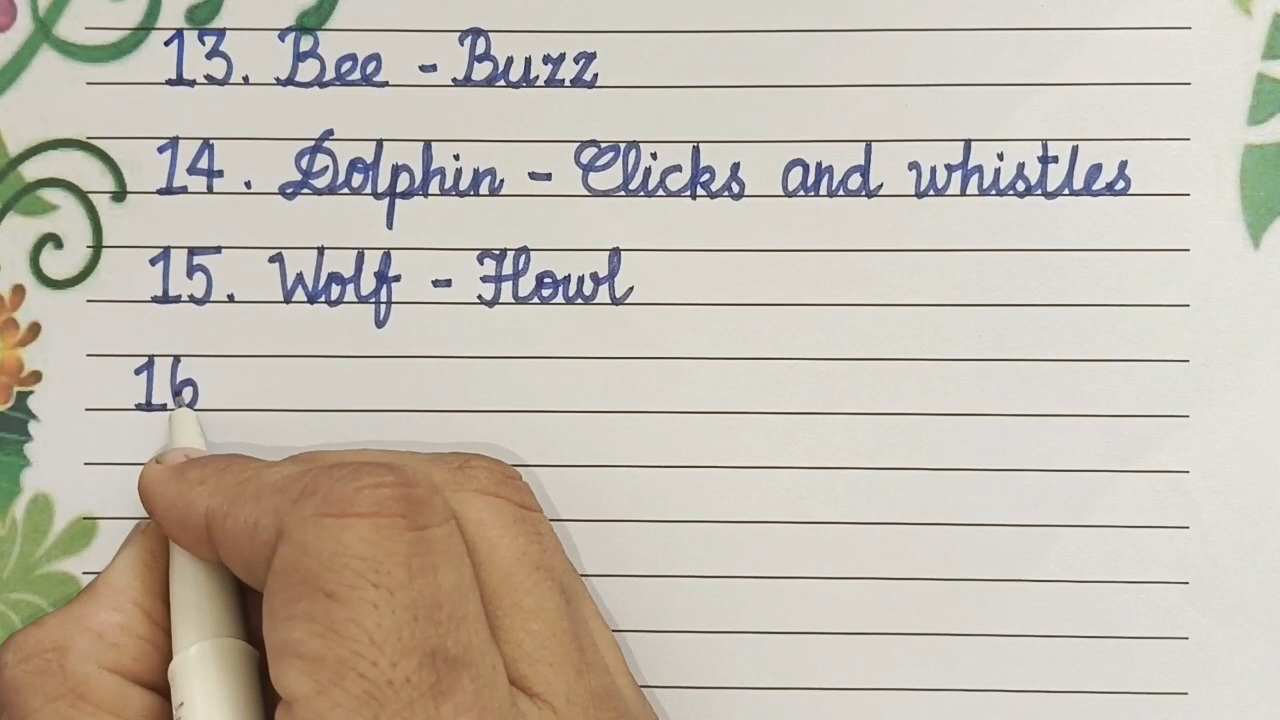 13. Bee - Buzz
14. Dolphin - Clicks and whistles
15. Wolf - Howl
16